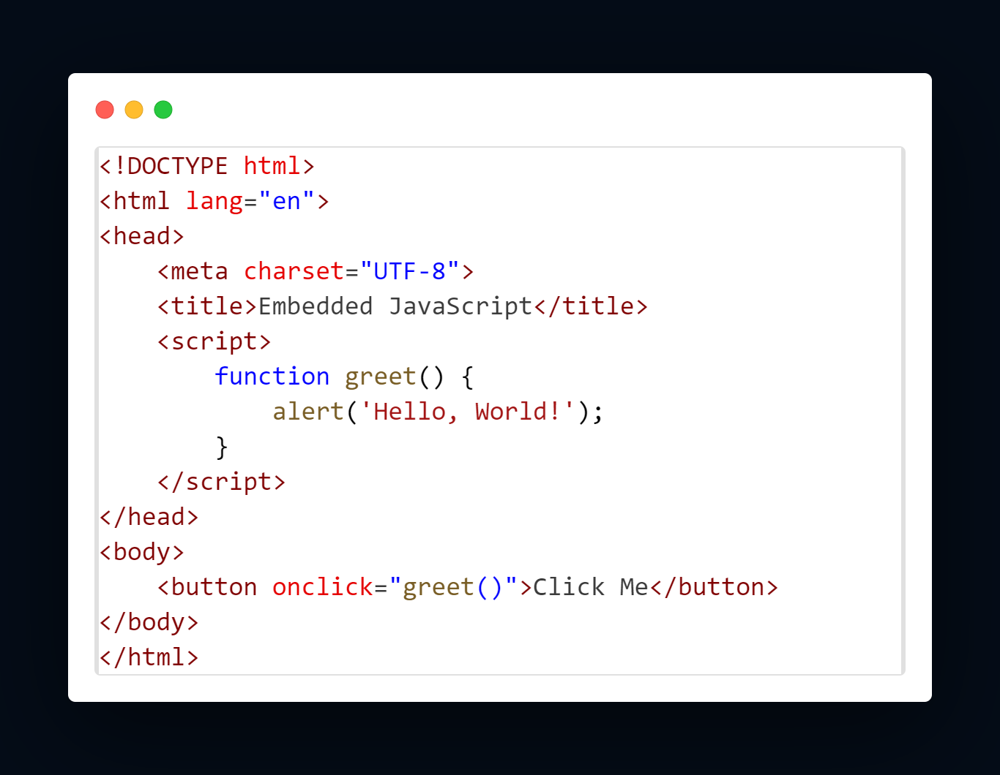 <!DOCTYPE html>
<html lang="en">
<head>
    <meta charset="UTF-8">
    <title>Embedded JavaScript</title>
    <script>
        function greet() {
            alert('Hello, World!');
        }
    </script>
</head>
<body>
    <button onclick="greet()">Click Me</button>
</body>
</html>